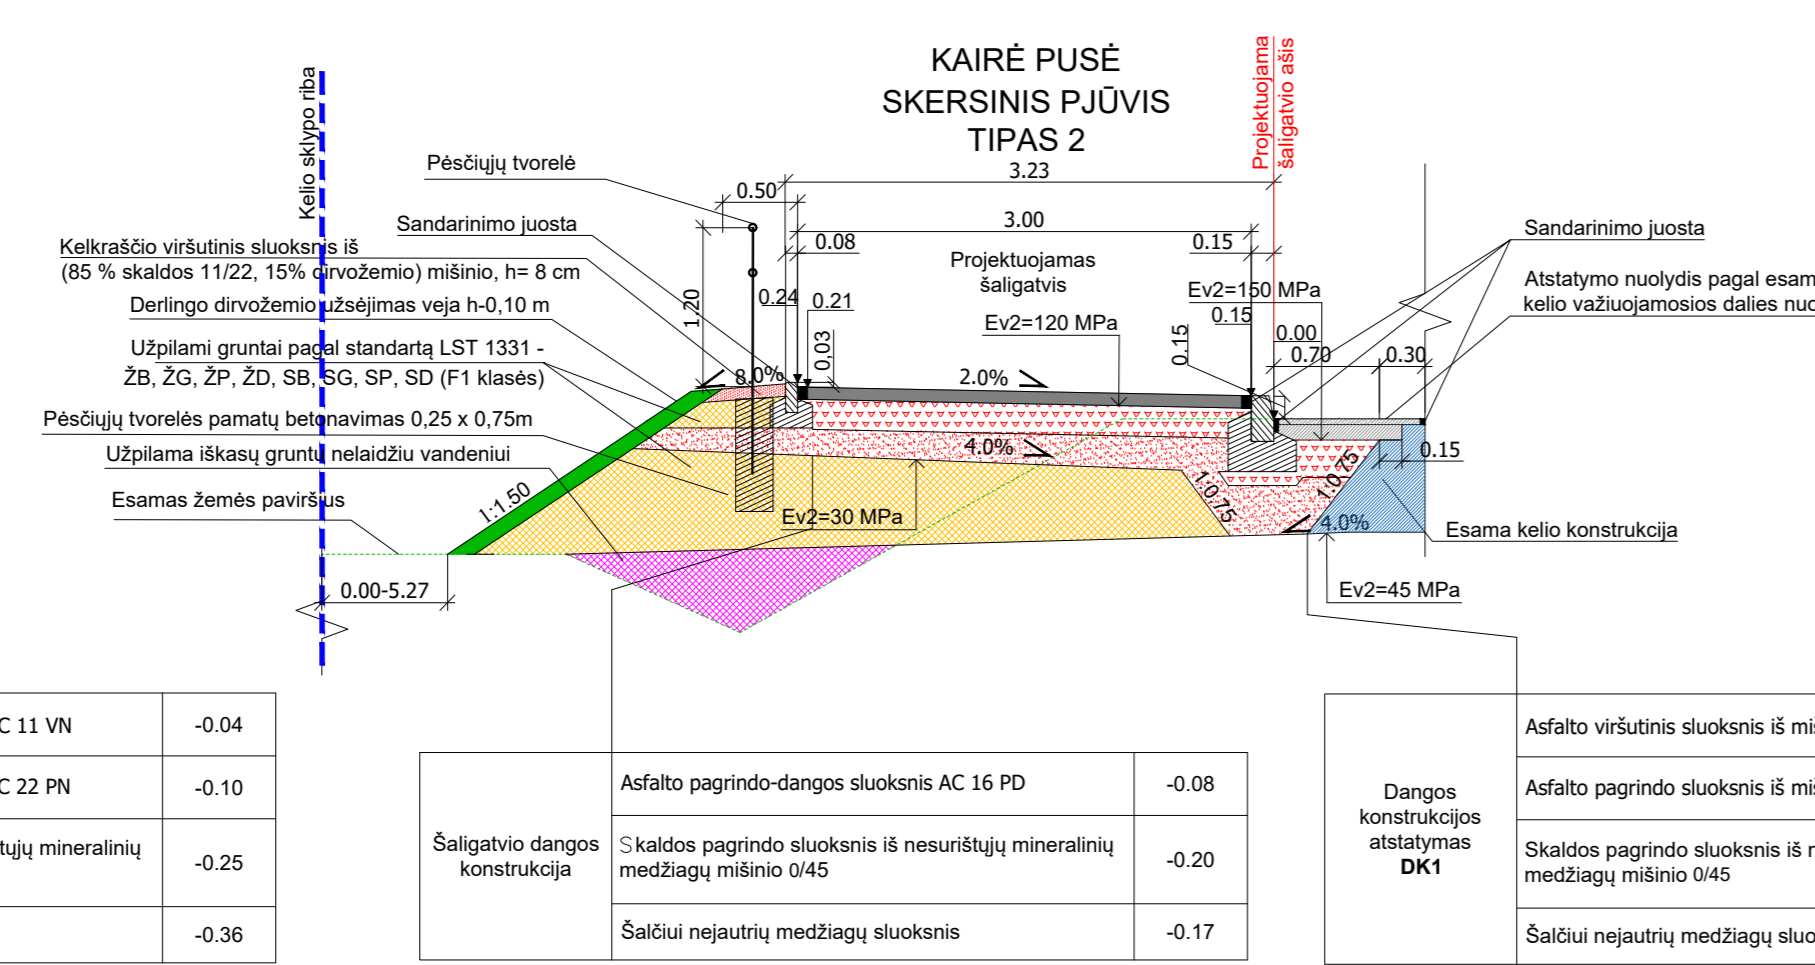 KAIRĖ PUSĖ
SKERSINIS PJŪVIS
TIPAS 2
Kelio sklypo riba
Projektuojama
šaligatvio ašis
Pėsčiųjų tvorelė
Sandarinimo juosta
Kelkraščio viršutinis sluoksnis iš
(85 % skaldos 11/22, 15% dirvožemio) mišinio, h= 8 cm
Derlingo dirvožemio užsėjimas veja h-0,10 m
Užpilami gruntai pagal standartą LST 1331 -
ŽB, ŽG, ŽP, ŽD, SB, SG, SP, SD (F1 klasės)
Pėsčiųjų tvorelės pamatų betonavimas 0,25 x 0,75m
Užpilama iškasų gruntu nelaidžiu vandeniui
Esamas žemės paviršius
3.23
0.50
3.00
0.08
0.15
Projektuojamas
šaligatvis
1.20
0.24
0.21
0,03
Ev2=120 MPa
Ev2=150 MPa
0.15
0.15
0.00
0.70
0.30
8.0%
2.0%
4.0%
0.15
1:1.50
1:0.75
1:0.75
4.0%
Ev2=30 MPa
Ev2=45 MPa
0.00-5.27
Sandarinimo juosta
Atstatymo nuolydis pagal esam
kelio važiuojamosios dalies nuo
Esama kelio konstrukcija
C 11 VN
-0.04
C 22 PN
-0.10
tųjų mineralinių
-0.25
-0.36
Šaligatvio dangos
konstrukcija
Asfalto pagrindo-dangos sluoksnis AC 16 PD
-0.08
Skaldos pagrindo sluoksnis iš nesurištųjų mineralinių
medžiagų mišinio 0/45
-0.20
Šalčiui nejautrių medžiagų sluoksnis
-0.17
Dangos
konstrukcijos
atstatymas
DK1
Asfalto viršutinis sluoksnis iš miš
Asfalto pagrindo sluoksnis iš miš
Skaldos pagrindo sluoksnis iš n
medžiagų mišinio 0/45
Šalčiui nejautrių medžiagų sluo